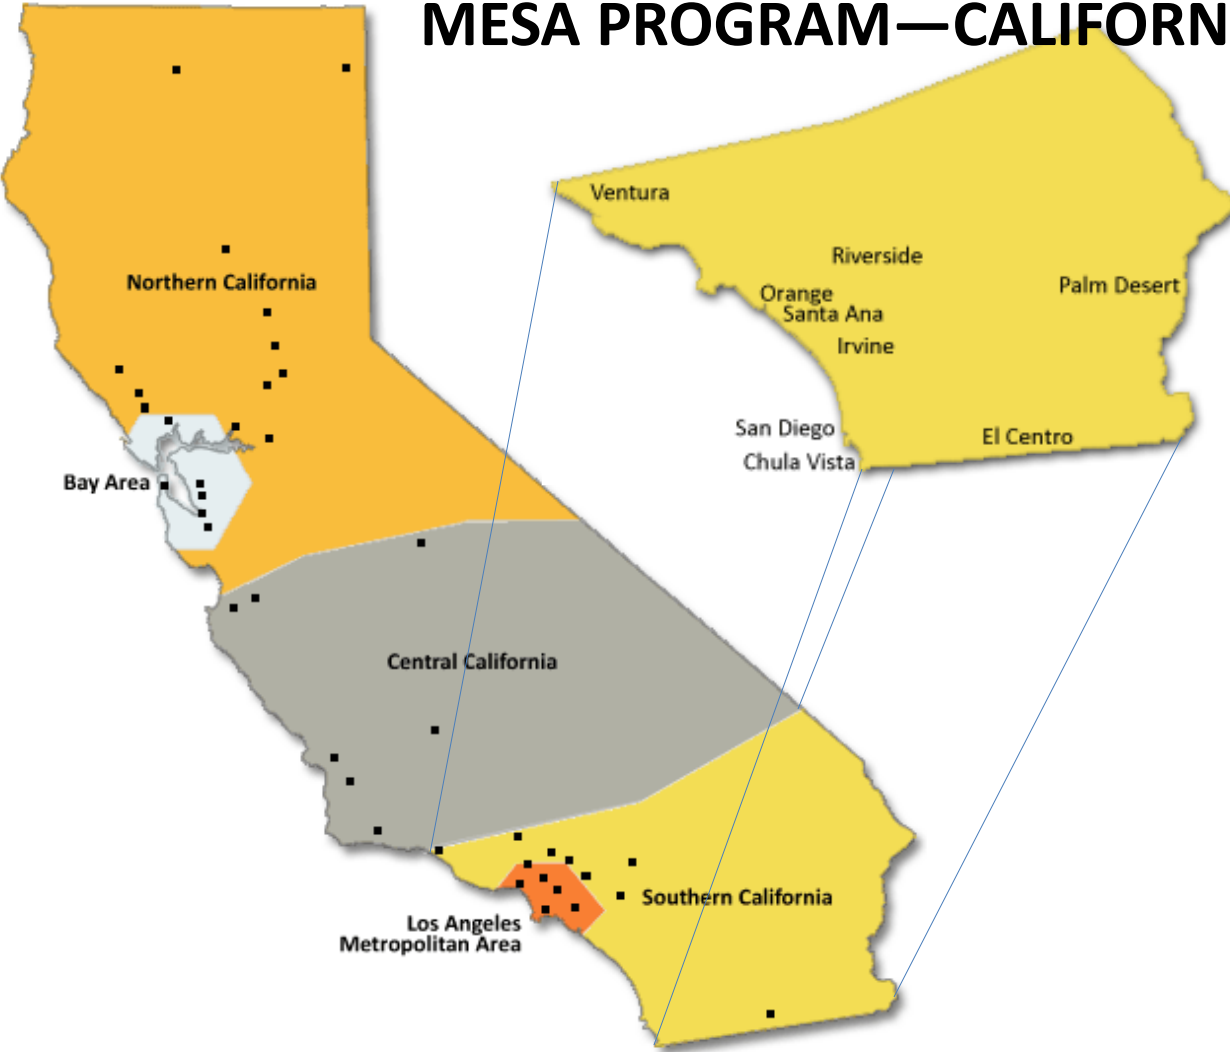 MESA PROGRAM—CALIFORN
Ventura
Riverside
Northern California
Palm Desert
Orange
Santa Ana
Irvine
San Diego
El Centro
Chula Vista
Bay Area
Central California
Southern California
Los Angeles
Metropolitan Area